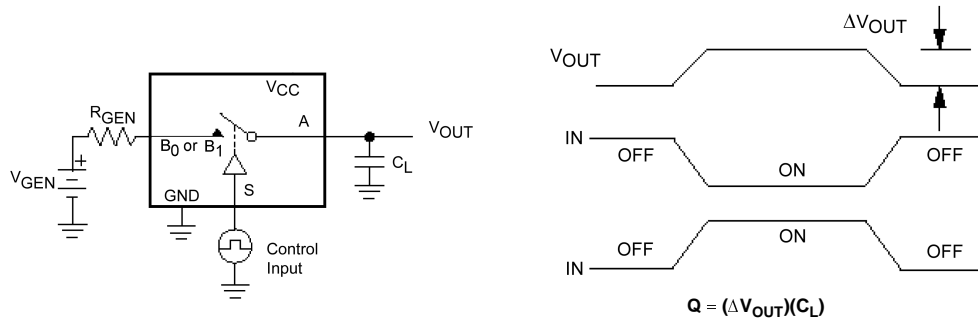 VCC
RGEN
A
VOUT
B0 or B1
+
VGEN
CL
S
GND
Control
Input
ΔVOUT
VOUT
IN
OFF
ON
OFF
IN
OFF
ON
OFF
Q = (ΔVOUT)(CL)